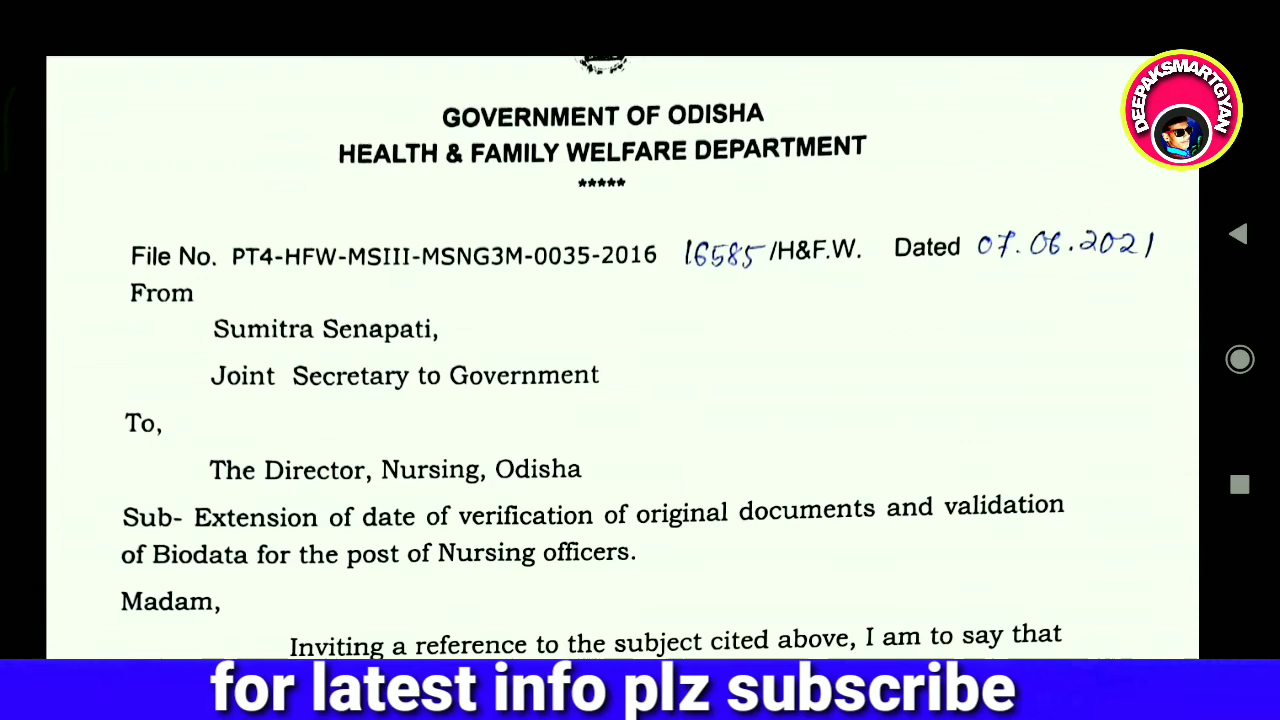 DEEPAKSMARTGYAN
GOVERNMENT OF ODISHA
HEALTH & FAMILY WELFARE DEPARTMENT
*****
File No. PT4-HFW-MSIII-MSNG3M-0035-2016 16585/H&F.W. Dated 07.06.2021
From
Sumitra Senapati,
Joint Secretary to Government
To,
The Director, Nursing, Odisha
Sub- Extension of date of verification of original documents and validation
of Biodata for the post of Nursing officers.
Madam,
Inviting a reference to the subject cited above, I am to say that
for latest info plz subscribe